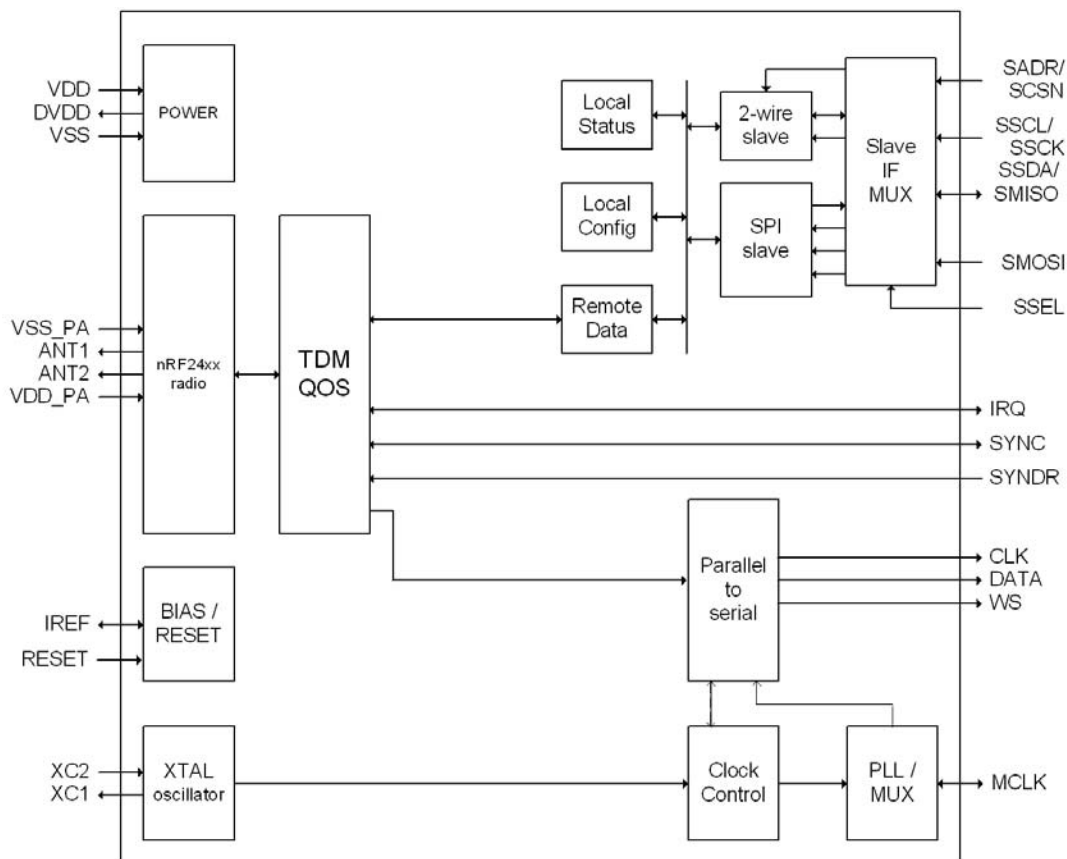 VDD
DVDD
VSS
POWER
Local
Status
2-wire
slave
Slave
IF
MUX
SADR/
SCSN
SSCL/
SSCK
SSDA/
SMISO
Local
Config
SPI
slave
SMOSI
SSEL
Remote
Data
VSS_PA
ANT1
ANT2
VDD_PA
nRF24xx
radio
TDM
QOS
IRQ
SYNC
SYNDR
Parallel
to
serial
CLK
DATA
WS
IREF
RESET
BIAS /
RESET
XC2
XC1
XTAL
oscillator
Clock
Control
PLL /
MUX
MCLK